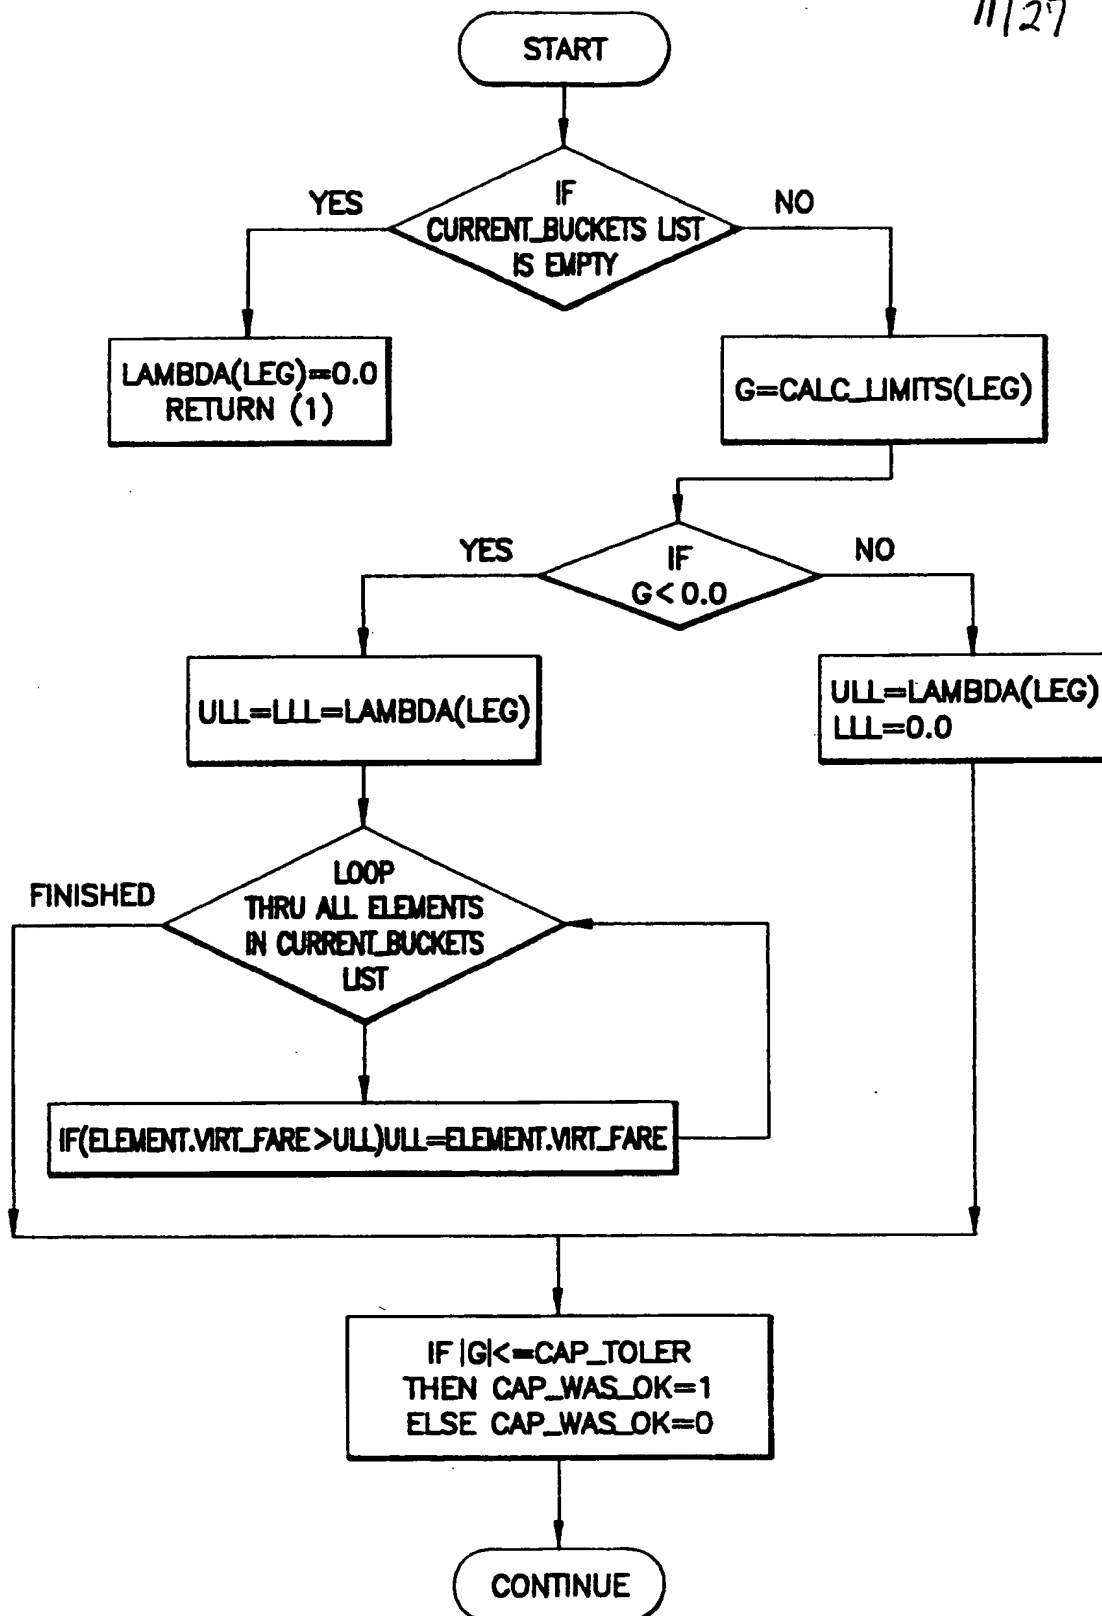 11/27
START
YES
NO
IF
CURRENT_BUCKETS LIST
IS EMPTY
LAMBDA(LEG)=0.0
RETURN (1)
G=CALC_LIMITS(LEG)
YES
NO
IF
G<0.0
ULL=LLL=LAMBDA(LEG)
ULL=LAMBDA(LEG)
LLL=0.0
FINISHED
LOOP
THRU ALL ELEMENTS
IN CURRENT_BUCKETS
LIST
IF(ELEMENT.VIRT_FARE>ULL)ULL=ELEMENT.VIRT_FARE
IF |G|<=CAP_TOLER
THEN CAP_WAS_OK=1
ELSE CAP_WAS_OK=0
CONTINUE